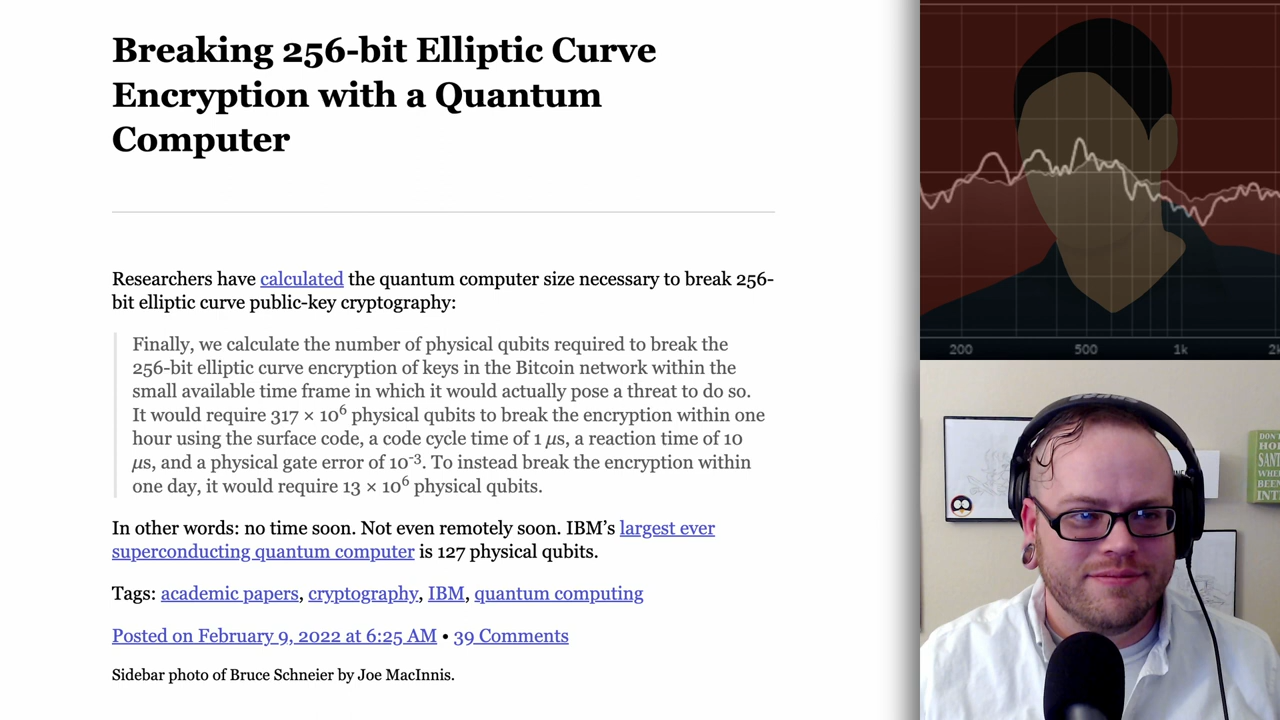 Breaking 256-bit Elliptic Curve
Encryption with a Quantum
Computer
Researchers have calculated the quantum computer size necessary to break 256-
bit elliptic curve public-key cryptography:
Finally, we calculate the number of physical qubits required to break the
256-bit elliptic curve encryption of keys in the Bitcoin network within the
small available time frame in which it would actually pose a threat to do so.
It would require 317 × 10⁶ physical qubits to break the encryption within one
hour using the surface code, a code cycle time of 1 μs, a reaction time of 10
μs, and a physical gate error of 10⁻³. To instead break the encryption within
one day, it would require 13 × 10⁶ physical qubits.
In other words: no time soon. Not even remotely soon. IBM’s largest ever
superconducting quantum computer is 127 physical qubits.
Tags: academic papers, cryptography, IBM, quantum computing
Posted on February 9, 2022 at 6:25 AM • 39 Comments
Sidebar photo of Bruce Schneier by Joe MacInnis.
200 500 1k